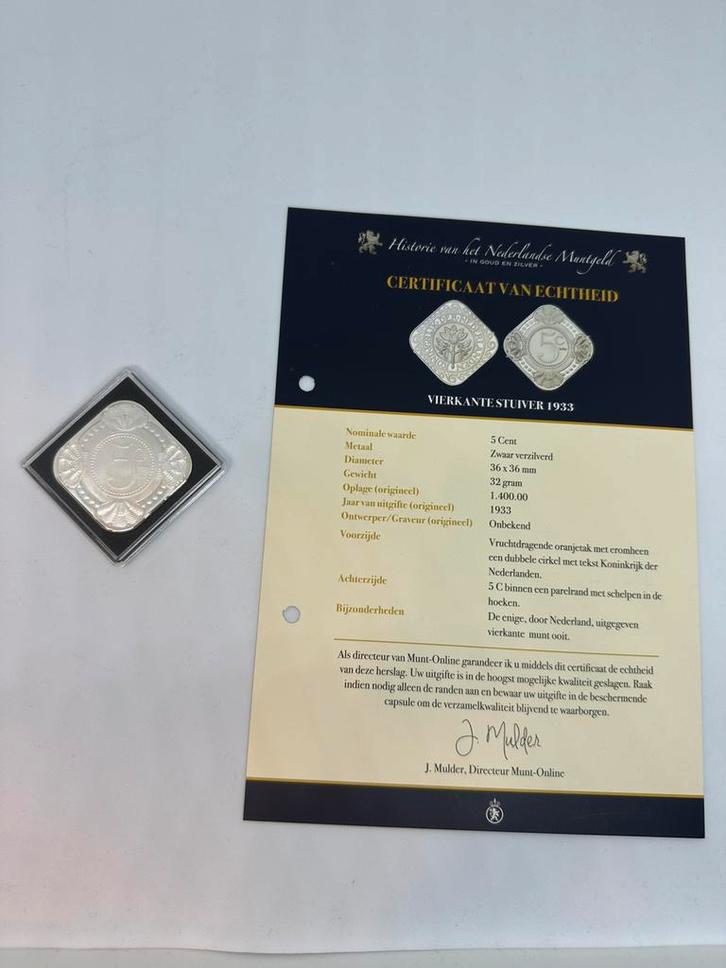 Historie van het Nederlandse Muntgeld
- IN GOUD EN ZILVER -
CERTIFICAAT VAN ECHTHEID
5 C
VIERKANTE STUIVER 1933
Nominale waarde 5 Cent
Metaal Zwaar verzilverd
Diameter 36 x 36 mm
Gewicht 32 gram
Oplage (origineel) 1.400.00
Jaar van uitgifte (origineel) 1933
Ontwerper/Graveur (origineel) Onbekend
Voorzijde Vruchtdragende oranjetak met eromheen
een dubbele cirkel met tekst Koninkrijk der
Nederlanden.
Achterzijde 5 C binnen een parelrand met schelpen in de
hoeken.
Bijzonderheden De enige, door Nederland, uitgegeven
vierkante munt ooit.
Als directeur van Munt-Online garandeer ik u middels dit certificaat de echtheid
van deze herslag. Uw uitgifte is in de hoogst mogelijke kwaliteit geslagen. Raak
indien nodig alleen de randen aan en bewaar uw uitgifte in de beschermende
capsule om de verzamelkwaliteit blijvend te waarborgen.
J. Mulder
J. Mulder, Directeur Munt-Online
5 C